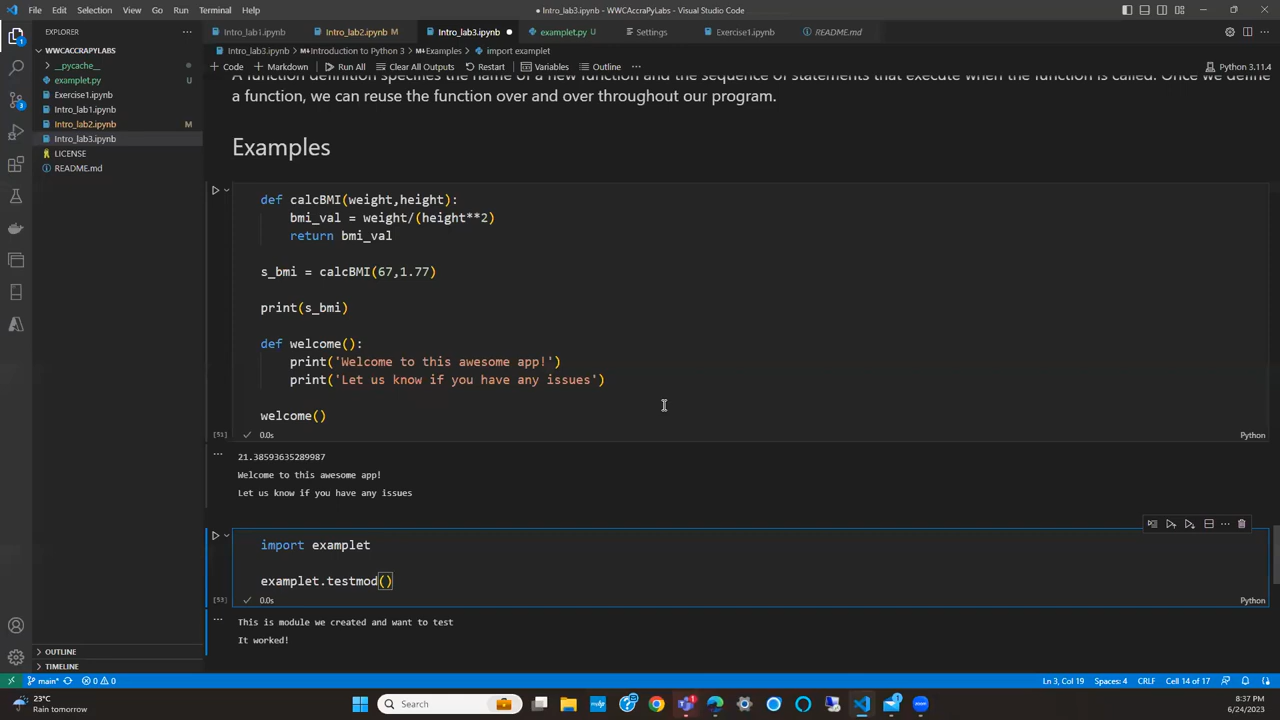 File Edit Selection View Go Run Terminal Help
● Intro_lab3.ipynb - WWCAccraPyLabs - Visual Studio Code
EXPLORER
Intro_lab1.ipynb Intro_lab2.ipynb M Intro_lab3.ipynb ● examplet.py U Settings Exercise1.ipynb README.md
WWCACCRAPYLABS
Intro_lab3.ipynb > M↓Introduction to Python 3 > M↓Examples > import examplet
__pycache__
+ Code + Markdown Run All Clear All Outputs Restart Variables Outline ... Python 3.11.4
examplet.py U
Exercise1.ipynb
Intro_lab1.ipynb
Intro_lab2.ipynb M
Intro_lab3.ipynb
LICENSE
README.md
A function definition specifies the name of a new function and the sequence of statements that execute when the function is called. Once we define
a function, we can reuse the function over and over throughout our program.
Examples
def calcBMI(weight,height):
bmi_val = weight/(height**2)
return bmi_val
s_bmi = calcBMI(67,1.77)
print(s_bmi)
def welcome():
print('Welcome to this awesome app!')
print('Let us know if you have any issues')
welcome()
[53] 0.0s Python
21.38593635289987
Welcome to this awesome app!
Let us know if you have any issues
import examplet
examplet.testmod()
[53] 0.0s Python
This is module we created and want to test
It worked!
OUTLINE
TIMELINE
main* 0 0 Ln 3, Col 19 Spaces: 4 CRLF Cell 14 of 17
23°C
Rain tomorrow
Search
8:37 PM
6/24/2023